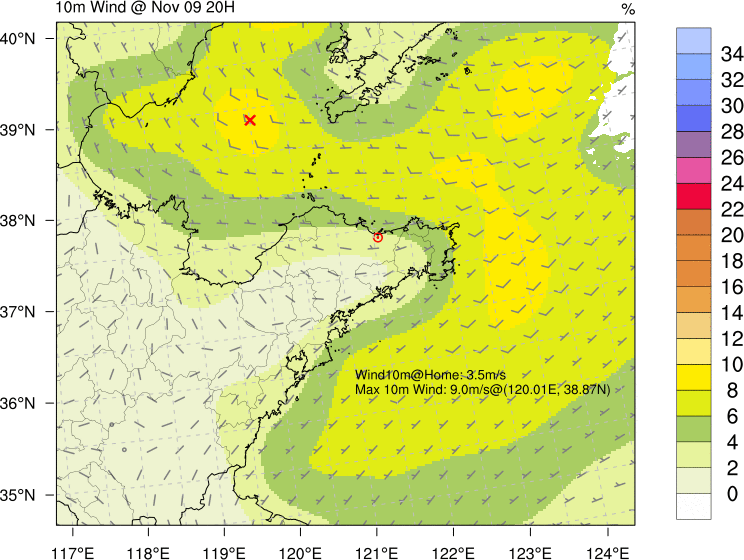 10m Wind @ Nov 09 20H
%
40°N
39°N
38°N
37°N
36°N
35°N
117°E
118°E
119°E
120°E
121°E
122°E
123°E
124°E
Wind10m@Home: 3.5m/s
Max 10m Wind: 9.0m/s@(120.01E, 38.87N)
34
32
30
28
26
24
22
20
18
16
14
12
10
8
6
4
2
0